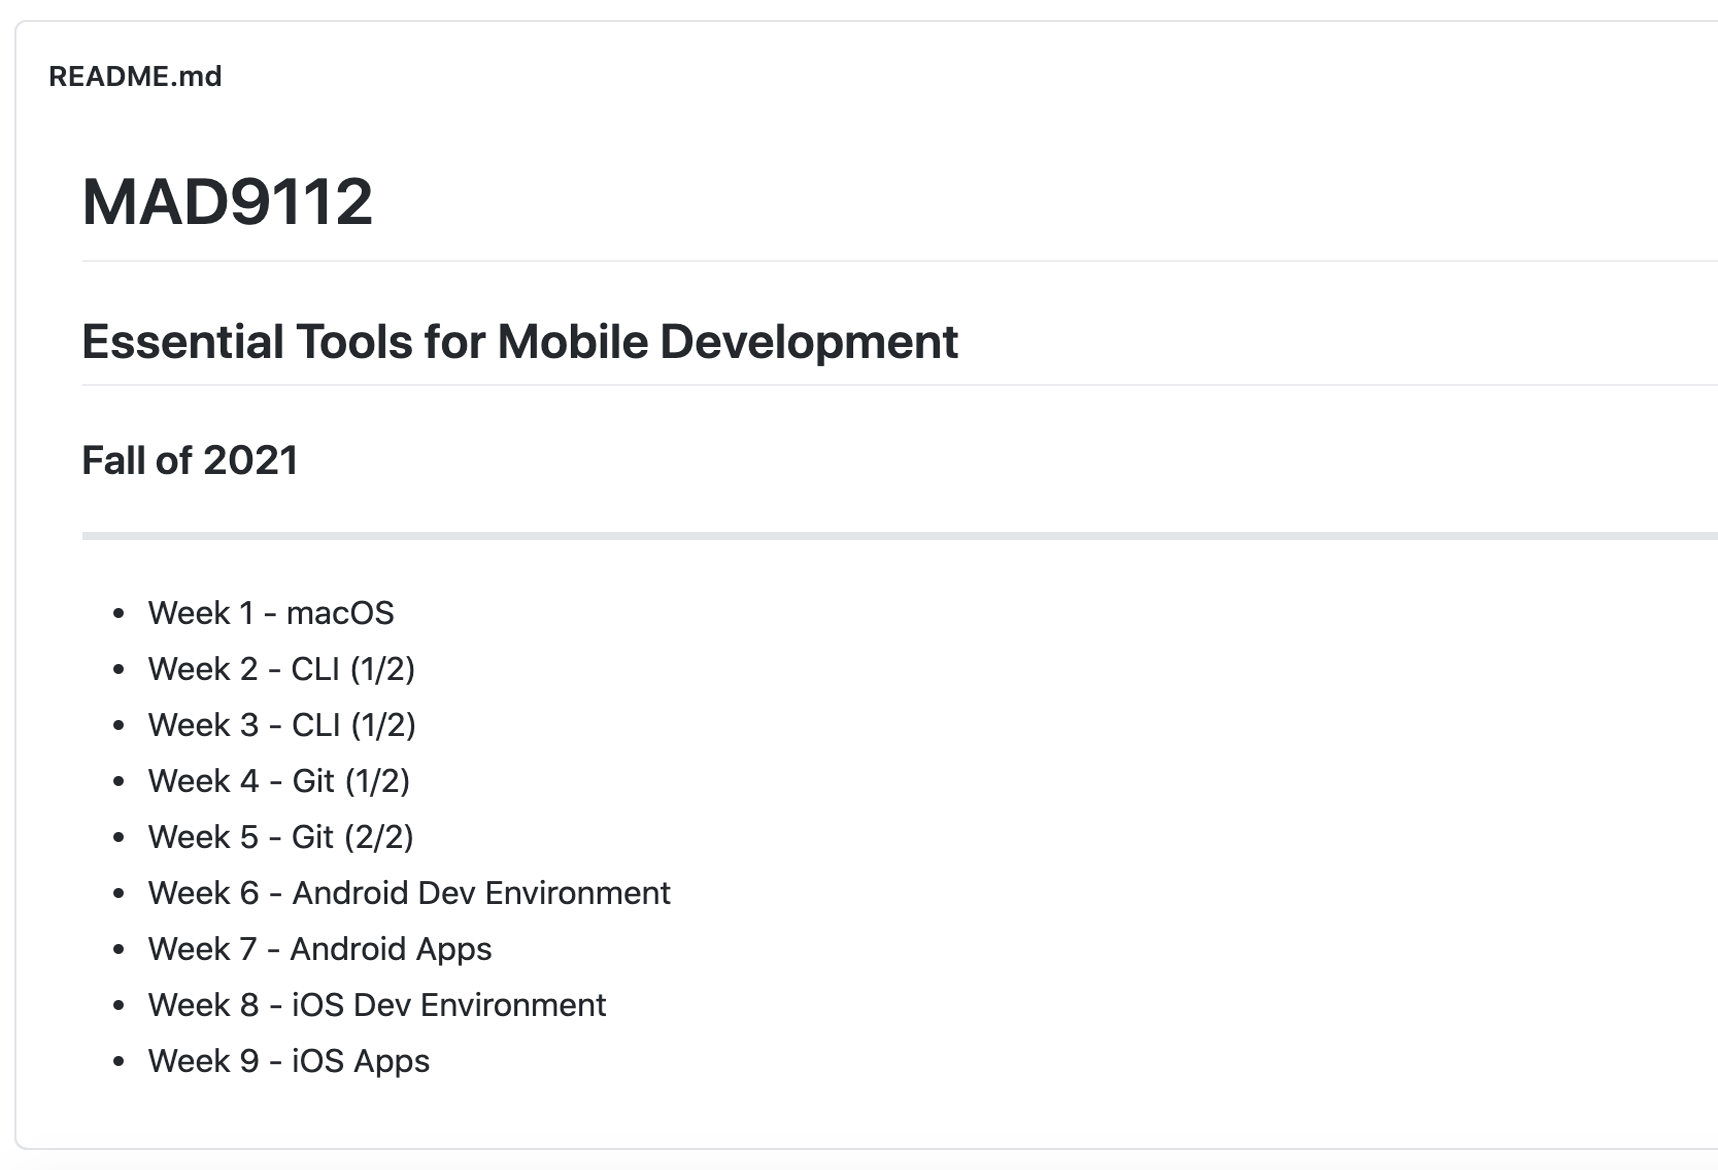 README.md
MAD9112
Essential Tools for Mobile Development
Fall of 2021
• Week 1 - macOS
• Week 2 - CLI (1/2)
• Week 3 - CLI (1/2)
• Week 4 - Git (1/2)
• Week 5 - Git (2/2)
• Week 6 - Android Dev Environment
• Week 7 - Android Apps
• Week 8 - iOS Dev Environment
• Week 9 - iOS Apps